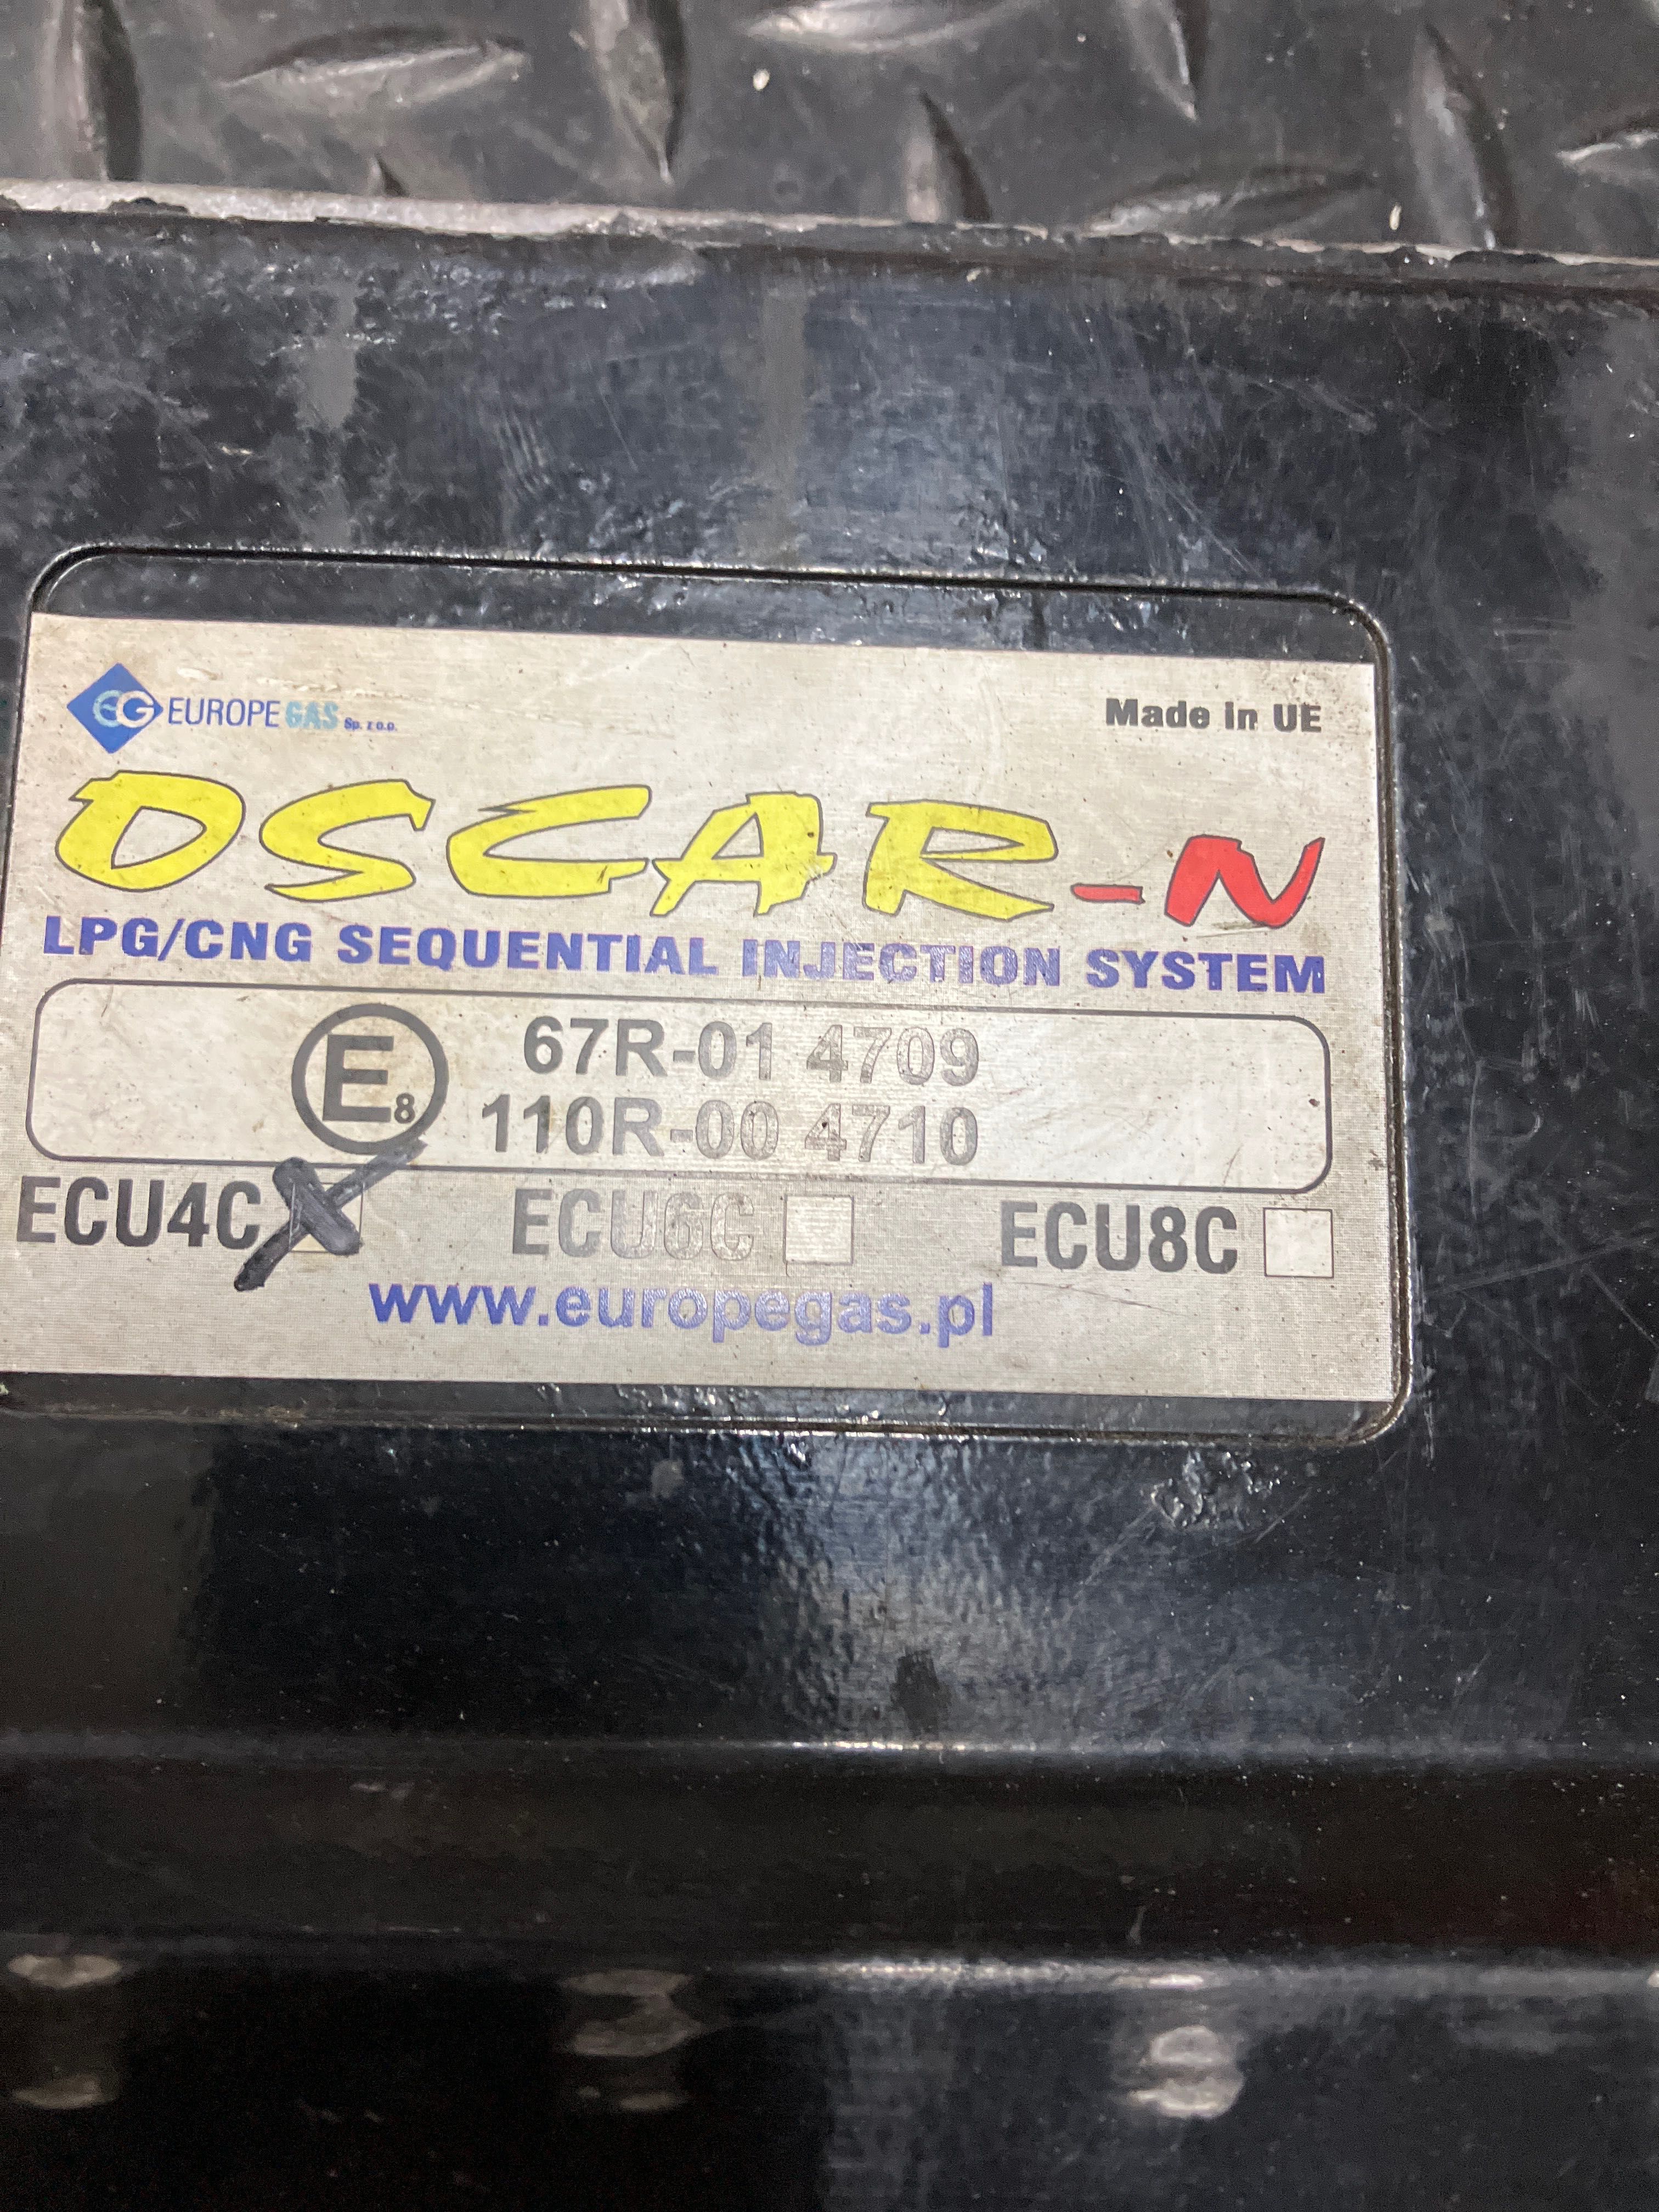 EG EUROPE GAS Sp. z o.o.
Made in UE
OSCAR-N
LPG/CNG SEQUENTIAL INJECTION SYSTEM
E8 67R-01 4709
110R-00 4710
ECU4C ECU6C ECU8C
www.europegas.pl